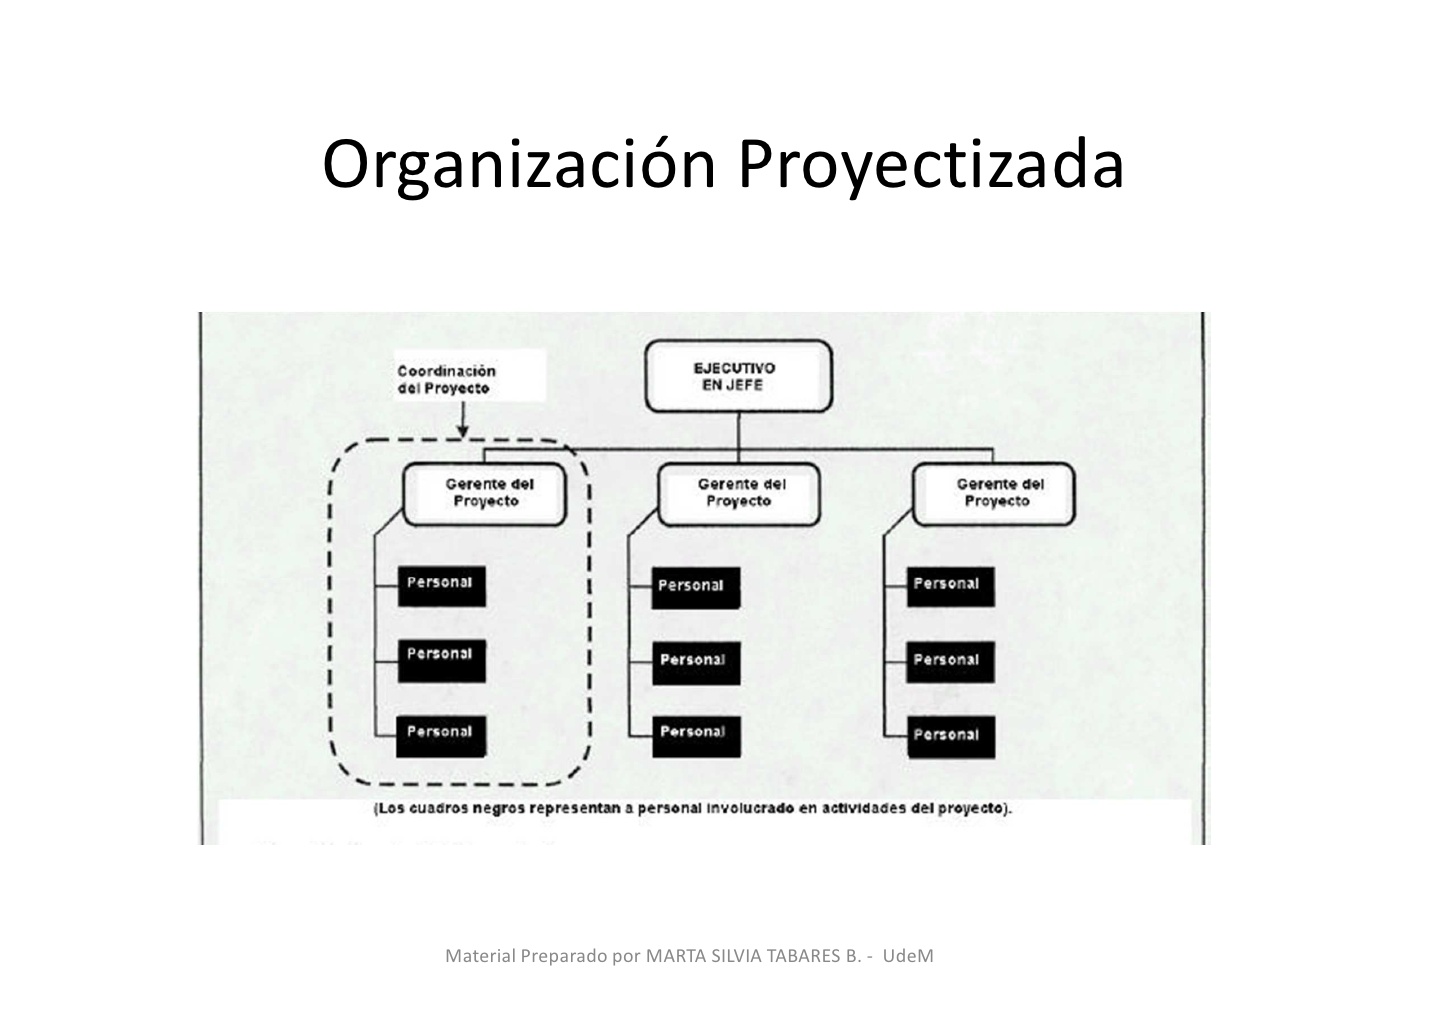 Organización Proyectizada
Coordinación
del Proyecto
EJECUTIVO
EN JEFE
Gerente del
Proyecto
Gerente del
Proyecto
Gerente del
Proyecto
Personal
Personal
Personal
Personal
Personal
Personal
Personal
Personal
Personal
(Los cuadros negros representan a personal involucrado en actividades del proyecto).
Material Preparado por MARTA SILVIA TABARES B. - UdeM